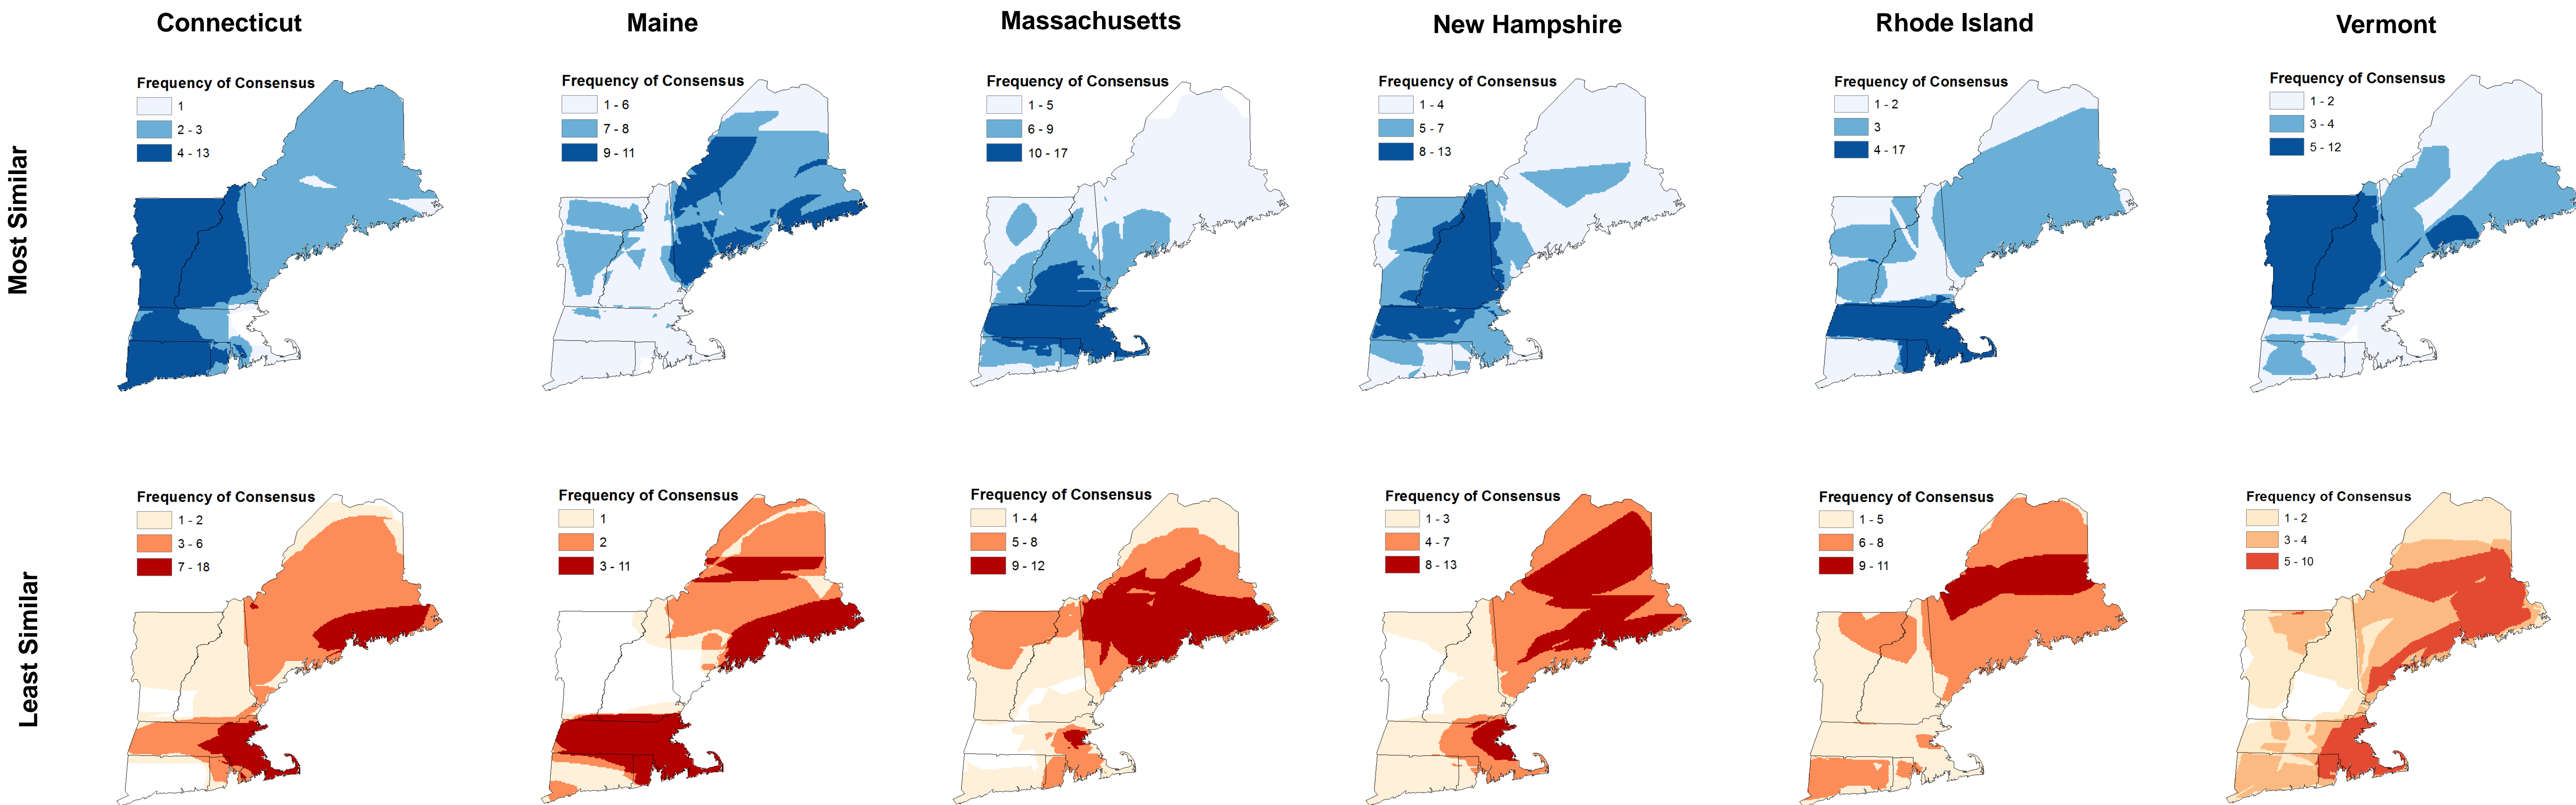 Connecticut
Maine
Massachusetts
New Hampshire
Rhode Island
Vermont
Most Similar
Frequency of Consensus
1
2 - 3
4 - 13
Frequency of Consensus
1 - 6
7 - 8
9 - 11
Frequency of Consensus
1 - 5
6 - 9
10 - 17
Frequency of Consensus
1 - 4
5 - 7
8 - 13
Frequency of Consensus
1 - 2
3
4 - 17
Frequency of Consensus
1 - 2
3 - 4
5 - 12
Least Similar
Frequency of Consensus
1 - 2
3 - 6
7 - 18
Frequency of Consensus
1
2
3 - 11
Frequency of Consensus
1 - 4
5 - 8
9 - 12
Frequency of Consensus
1 - 3
4 - 7
8 - 13
Frequency of Consensus
1 - 5
6 - 8
9 - 11
Frequency of Consensus
1 - 2
3 - 4
5 - 10